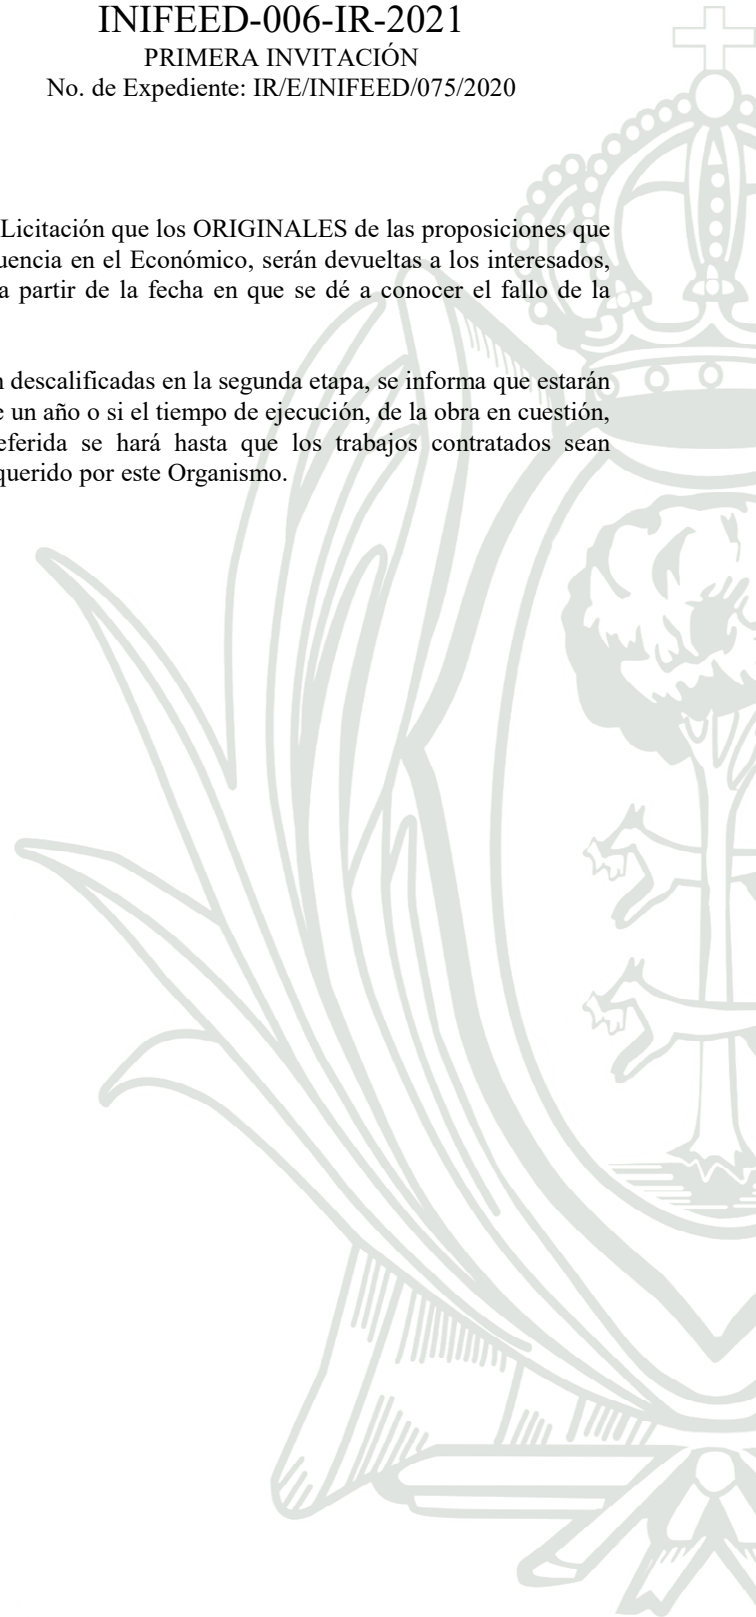 INIFEED-006-IR-2021
PRIMERA INVITACIÓN
No. de Expediente: IR/E/INIFEED/075/2020
Licitación que los ORIGINALES de las proposiciones que
uencia en el Económico, serán devueltas a los interesados,
a partir de la fecha en que se dé a conocer el fallo de la
n descalificadas en la segunda etapa, se informa que estarán
e un año o si el tiempo de ejecución, de la obra en cuestión,
eferida se hará hasta que los trabajos contratados sean
querido por este Organismo.